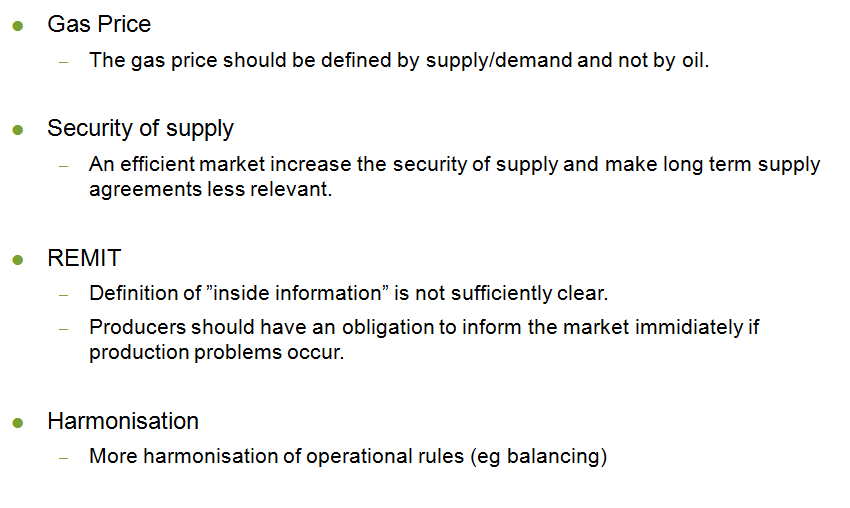 ● Gas Price
– The gas price should be defined by supply/demand and not by oil.
● Security of supply
– An efficient market increase the security of supply and make long term supply
agreements less relevant.
● REMIT
– Definition of ”inside information” is not sufficiently clear.
– Producers should have an obligation to inform the market immidiately if
production problems occur.
● Harmonisation
– More harmonisation of operational rules (eg balancing)